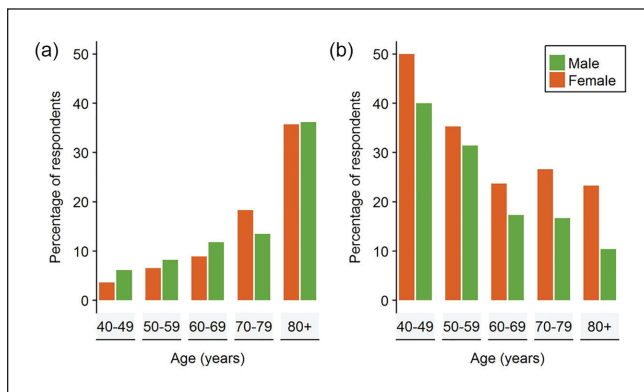 (a)
Percentage of respondents
50
40
30
20
10
0
40-49 50-59 60-69 70-79 80+
Age (years)
(b)
Percentage of respondents
50
40
30
20
10
0
40-49 50-59 60-69 70-79 80+
Age (years)
Male
Female